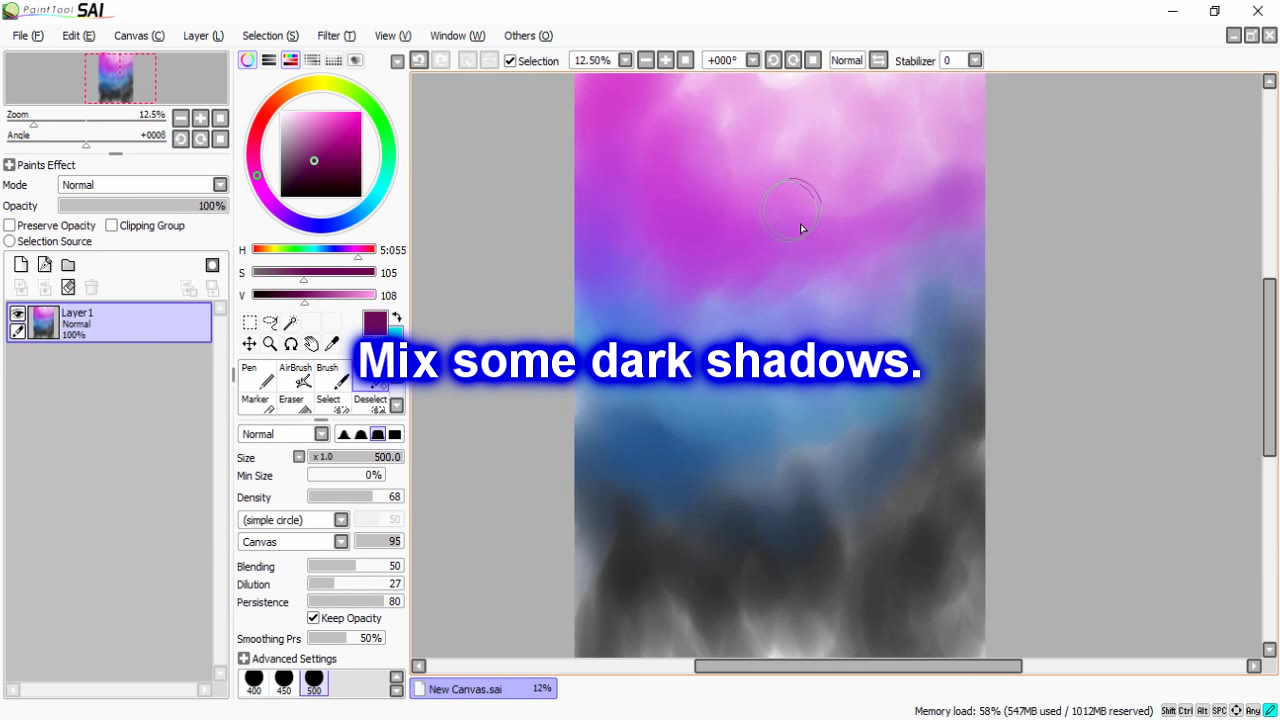 PaintTool SAI
File (F) Edit (E) Canvas (C) Layer (L) Selection (S) Filter (T) View (V) Window (W) Others (O)
Selection 12.50% +000° Normal Stabilizer 0
Zoom 12.5%
Angle +000ß
Paints Effect
Mode Normal
Opacity 100%
Preserve Opacity Clipping Group
Selection Source
Layer1
Normal
100%
H 5:055
S 105
V 108
Mix some dark shadows.
Pen AirBrush Brush
Marker Eraser Select Deselect
Normal
Size x 1.0 500.0
Min Size 0%
Density 68
(simple circle) 50
Canvas 95
Blending 50
Dilution 27
Persistence 80
Keep Opacity
Smoothing Prs 50%
Advanced Settings
400 450 500
New Canvas.sai 12%
Memory load: 58% (547MB used / 1012MB reserved) Shift Ctrl Alt SPC Any